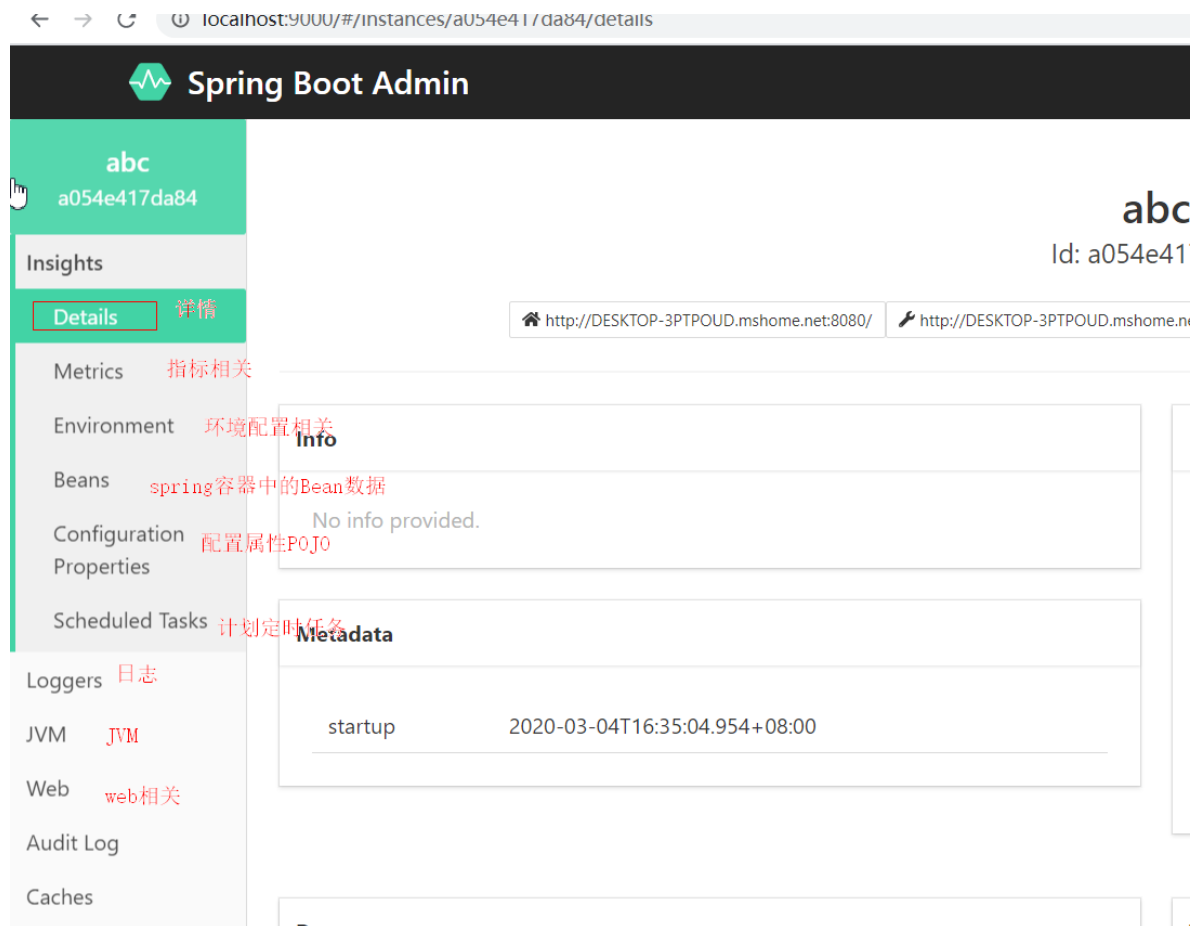 localhost:9000/#/instances/a054e417da84/details
Spring Boot Admin
abc
a054e417da84
Insights
Details 详情
Metrics 指标相关
Environment 环境配置相关
Beans spring容器中的Bean数据
Configuration
Properties 配置属性POJO
Scheduled Tasks 计划定时任务
Loggers 日志
JVM JVM
Web web相关
Audit Log
Caches
abc
Id: a054e41
http://DESKTOP-3PTPOUD.mshome.net:8080/ http://DESKTOP-3PTPOUD.mshome.ne
Info
No info provided.
Metadata
startup 2020-03-04T16:35:04.954+08:00